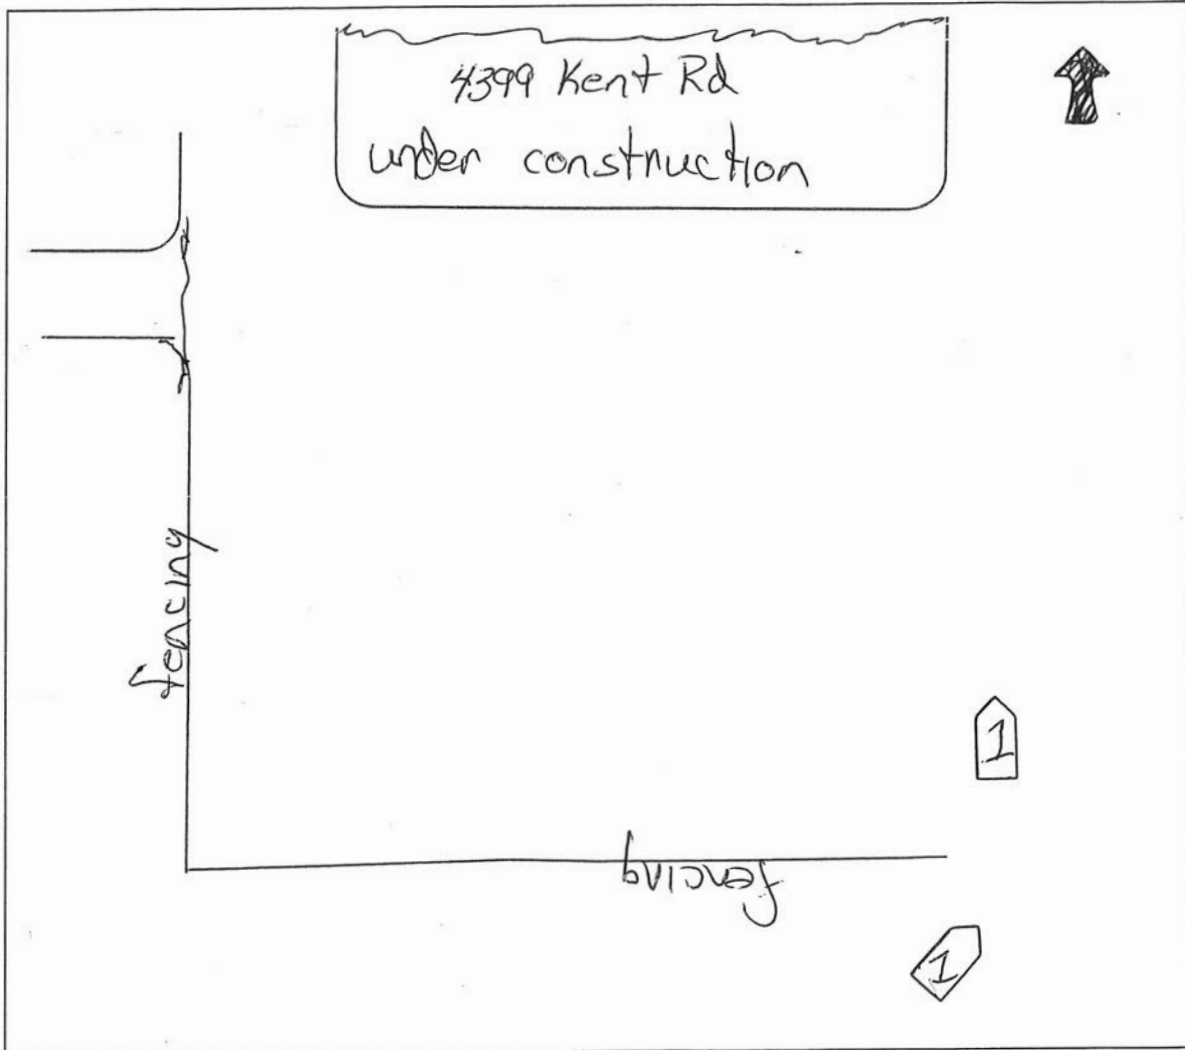 4399 Kent Rd
under construction
fencing
1
fencing
1